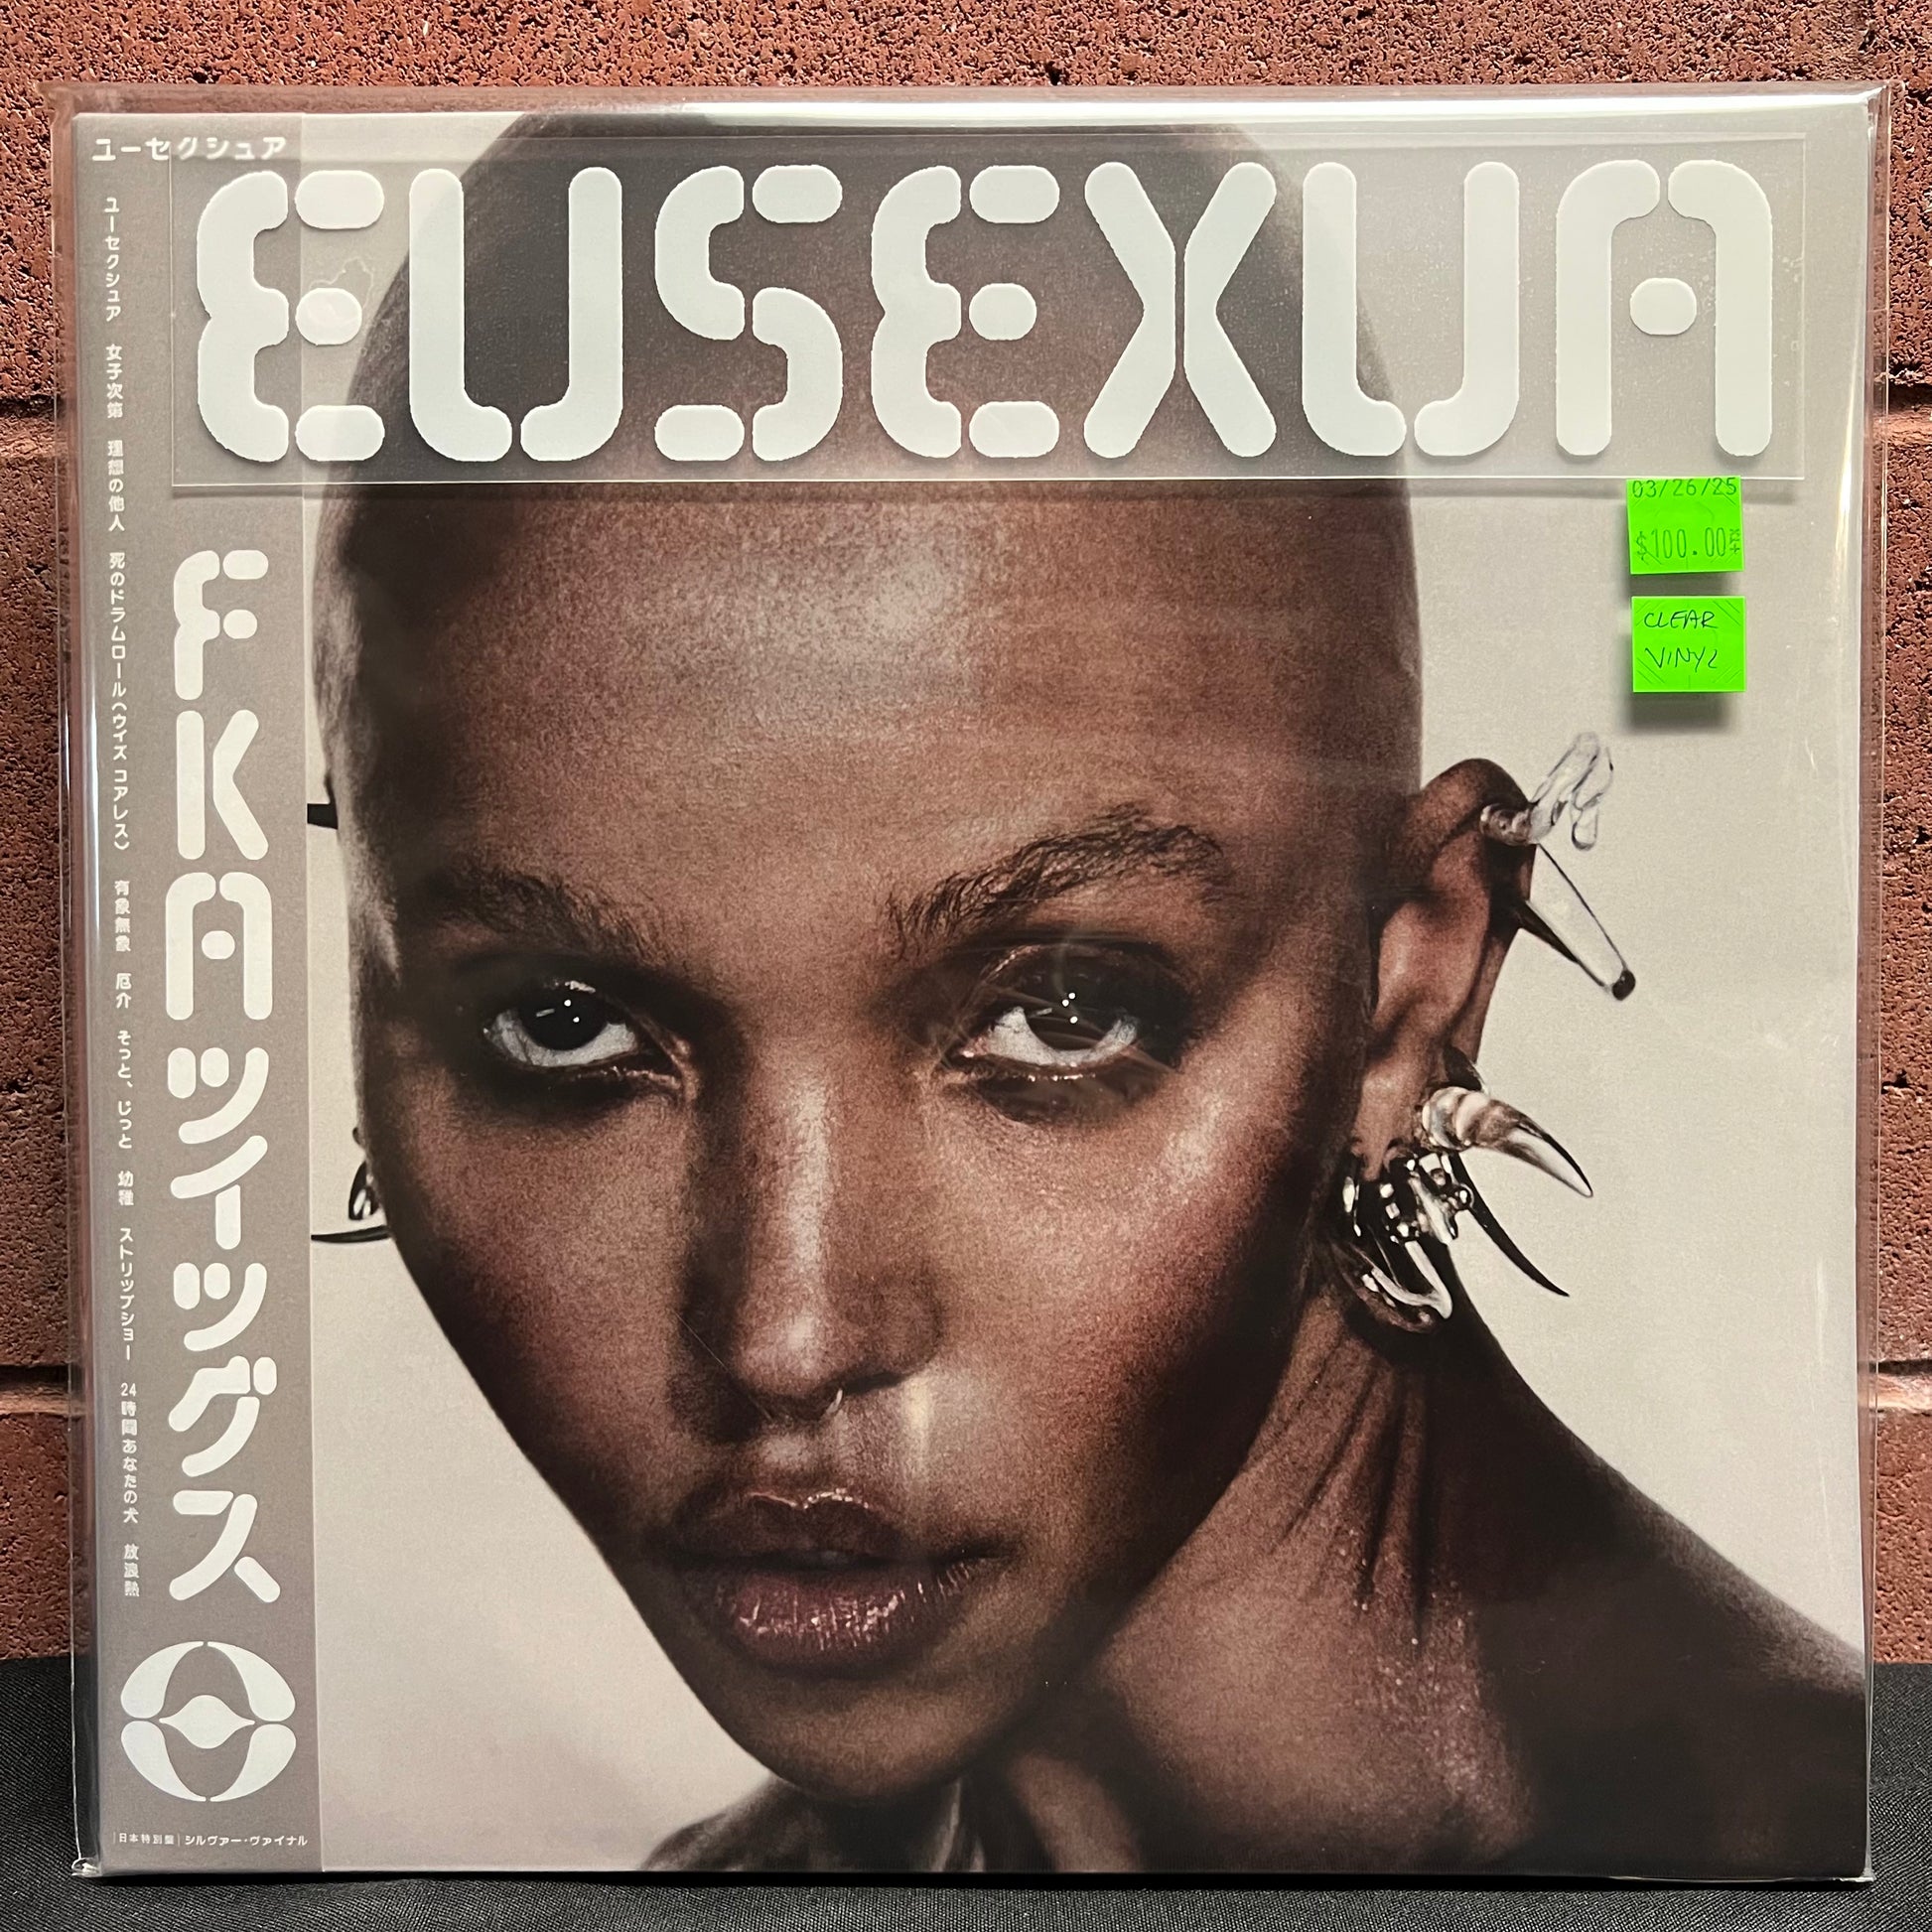 ユーセクシュア
EUSEXUA
ユーセクシュア 女子次第 理想の他人 死のドラムロール〈ウイズ コアレス〉 有象無象 厄介 そっと、じっと 幼稚 ストリップショー 24時間あなたの犬 放浪熱
FKA ツイッグス
日本特別盤 | シルヴァー・ヴァイナル
03/26/25
$100.00
CLEAR
VINYL